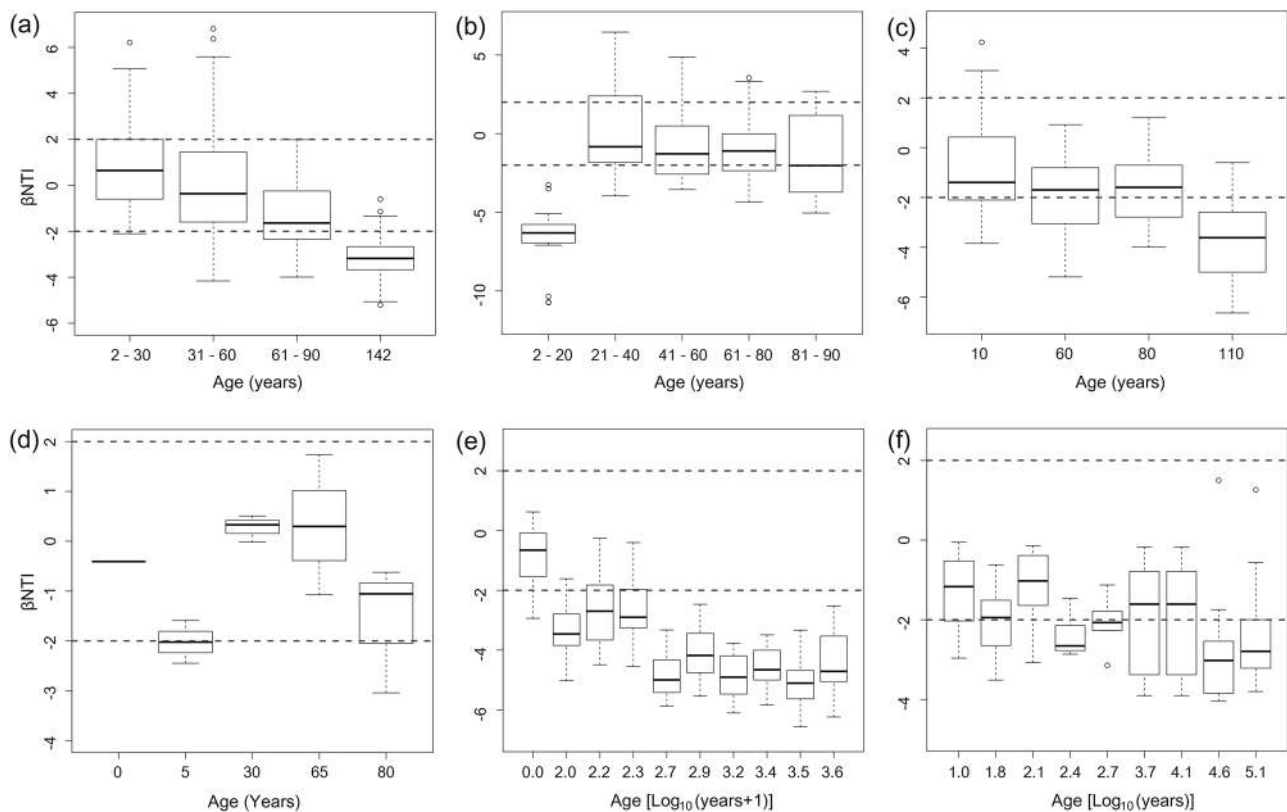 (a)
βNTI
6
4
2
0
-2
-4
-6
2 - 30 31 - 60 61 - 90 142
Age (years)
(b)
5
0
-5
-10
2 - 20 21 - 40 41 - 60 61 - 80 81 - 90
Age (years)
(c)
4
2
0
-2
-4
-6
10 60 80 110
Age (years)
(d)
βNTI
2
1
0
-1
-2
-3
-4
0 5 30 65 80
Age (Years)
(e)
2
0
-2
-4
-6
0.0 2.0 2.2 2.3 2.7 2.9 3.2 3.4 3.5 3.6
Age [Log10 (years+1)]
(f)
2
0
-2
-4
1.0 1.8 2.1 2.4 2.7 3.7 4.1 4.6 5.1
Age [Log10 (years)]